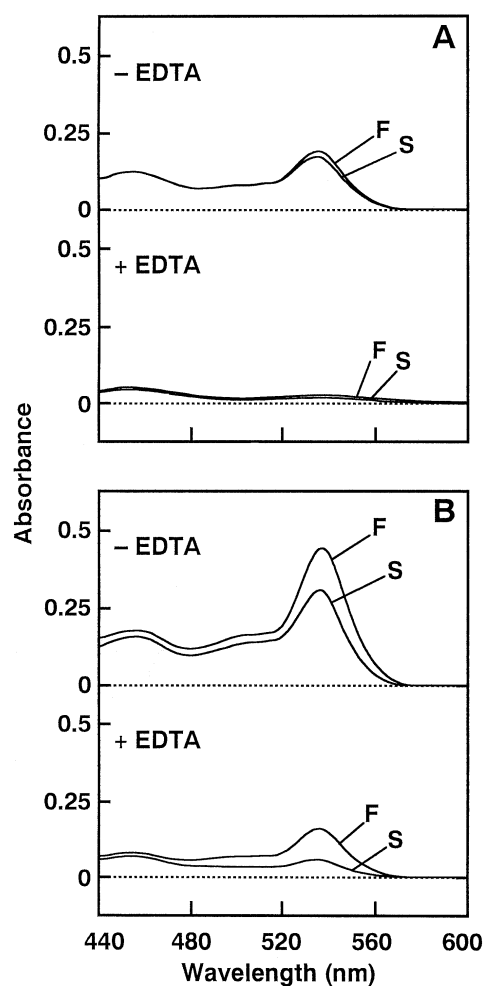 A
0.5
– EDTA
0.25
F
S
0
0.5
+ EDTA
0.25
F
S
0
Absorbance
B
0.5
– EDTA
F
S
0.25
0
0.5
+ EDTA
0.25
F
S
0
440 480 520 560 600
Wavelength (nm)